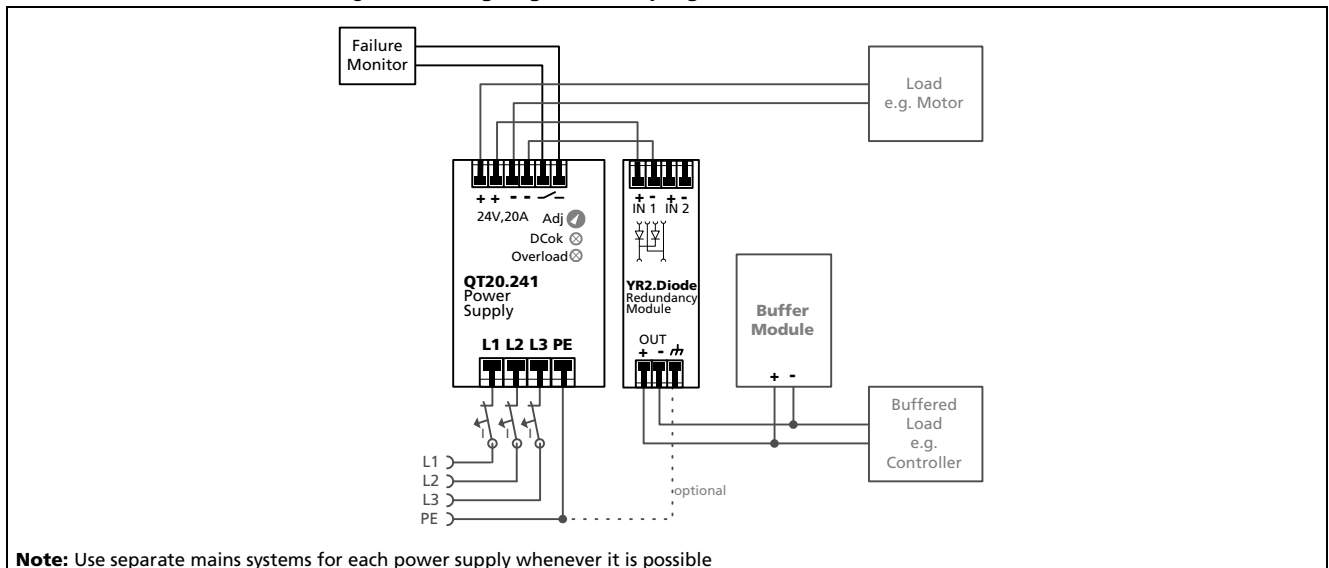 Failure
Monitor
Load
e.g. Motor
+ + - -
24V,20A
Adj
DCok
Overload
QT20.241
Power
Supply
L1 L2 L3 PE
+ - + -
IN 1 IN 2
YR2.Diode
Redundancy
Module
OUT
+ -
Buffer
Module
+ -
Buffered
Load
e.g.
Controller
I I I
L1
L2
L3
PE
optional
Note: Use separate mains systems for each power supply whenever it is possible